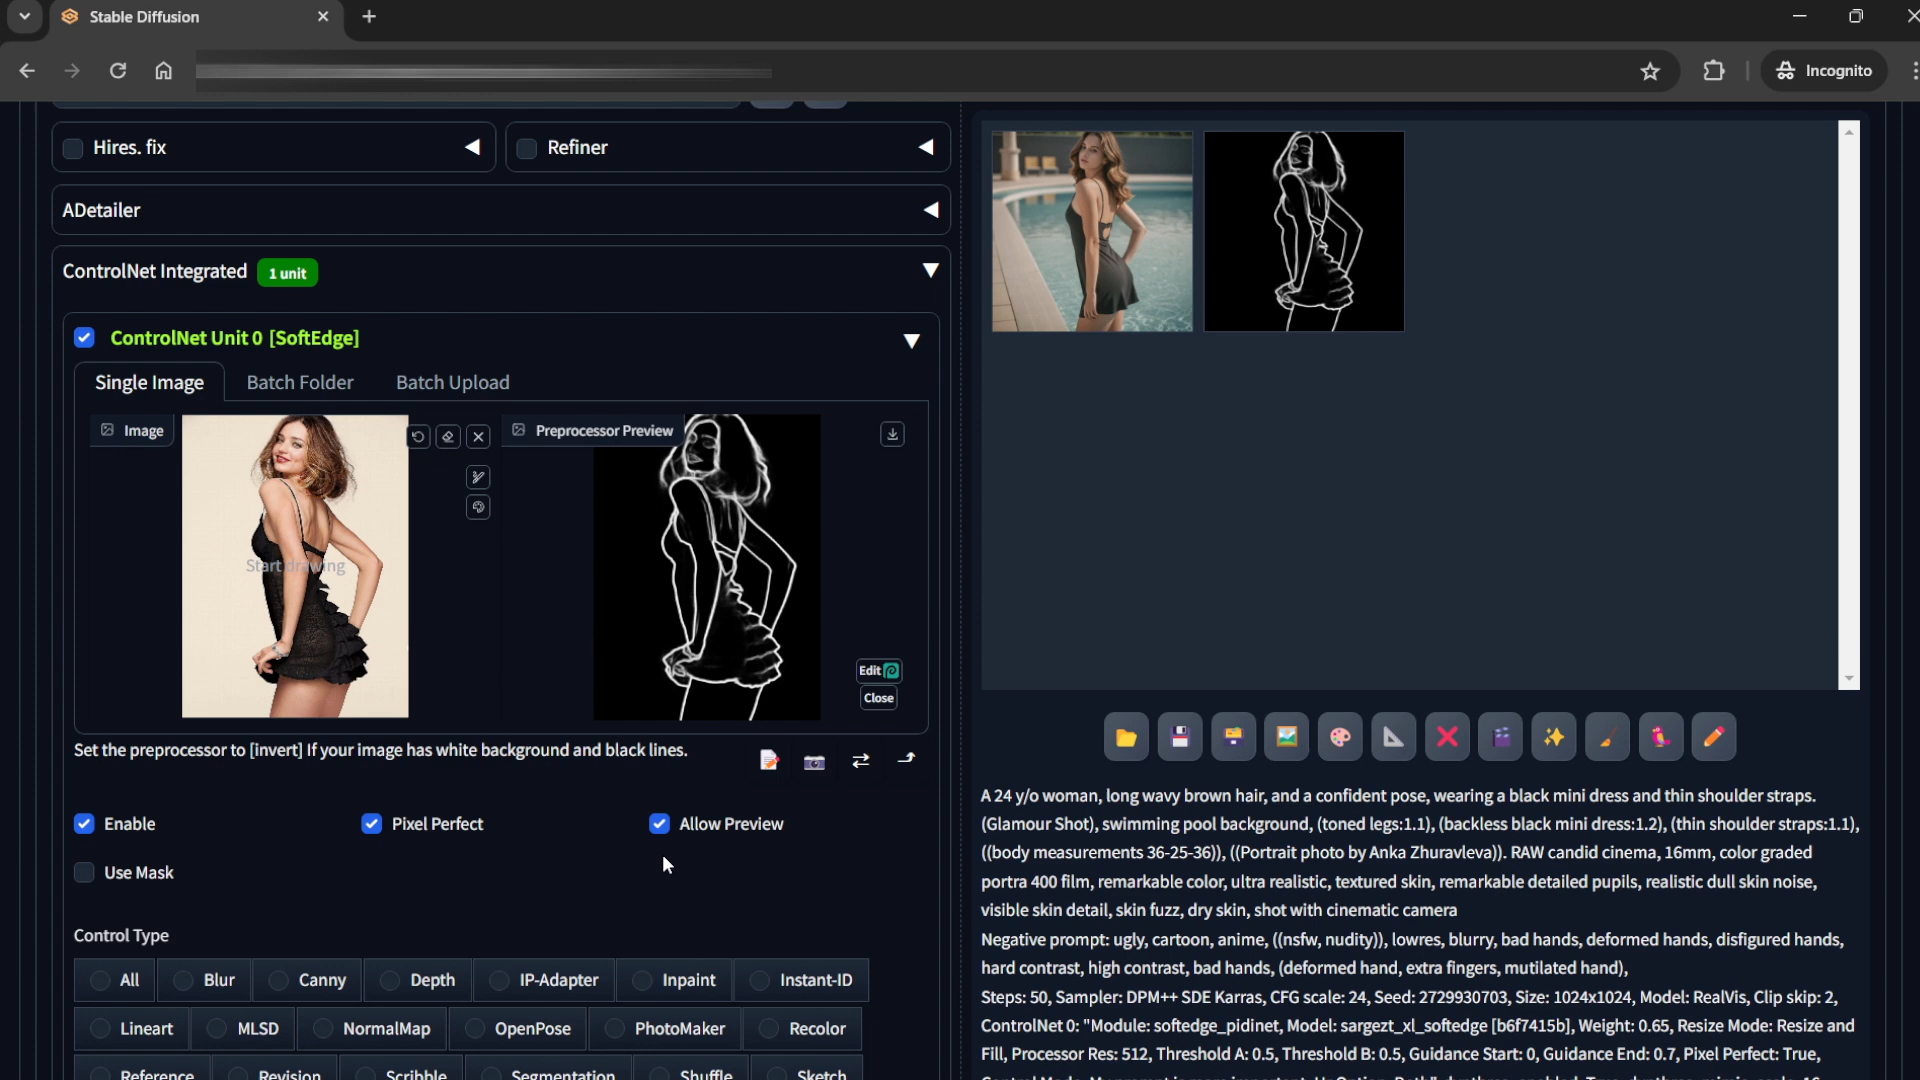 Stable Diffusion
Incognito
Hires. fix
Refiner
ADetailer
ControlNet Integrated 1 unit
ControlNet Unit 0 [SoftEdge]
Single Image Batch Folder Batch Upload
Image
Preprocessor Preview
Start drawing
Edit
Close
Set the preprocessor to [invert] If your image has white background and black lines.
Enable
Pixel Perfect
Allow Preview
Use Mask
Control Type
All Blur Canny Depth IP-Adapter Inpaint Instant-ID
Lineart MLSD NormalMap OpenPose PhotoMaker Recolor
Reference Revision Scribble Segmentation Shuffle Sketch
A 24 y/o woman, long wavy brown hair, and a confident pose, wearing a black mini dress and thin shoulder straps.
(Glamour Shot), swimming pool background, (toned legs:1.1), (backless black mini dress:1.2), (thin shoulder straps:1.1),
((body measurements 36-25-36)), ((Portrait photo by Anka Zhuravleva)). RAW candid cinema, 16mm, color graded
portra 400 film, remarkable color, ultra realistic, textured skin, remarkable detailed pupils, realistic dull skin noise,
visible skin detail, skin fuzz, dry skin, shot with cinematic camera
Negative prompt: ugly, cartoon, anime, ((nsfw, nudity)), lowres, blurry, bad hands, deformed hands, disfigured hands,
hard contrast, high contrast, bad hands, (deformed hand, extra fingers, mutilated hand),
Steps: 50, Sampler: DPM++ SDE Karras, CFG scale: 24, Seed: 2729930703, Size: 1024x1024, Model: RealVis, Clip skip: 2,
ControlNet 0: "Module: softedge_pidinet, Model: sargezt_xl_softedge [b6f7415b], Weight: 0.65, Resize Mode: Resize and
Fill, Processor Res: 512, Threshold A: 0.5, Threshold B: 0.5, Guidance Start: 0, Guidance End: 0.7, Pixel Perfect: True,